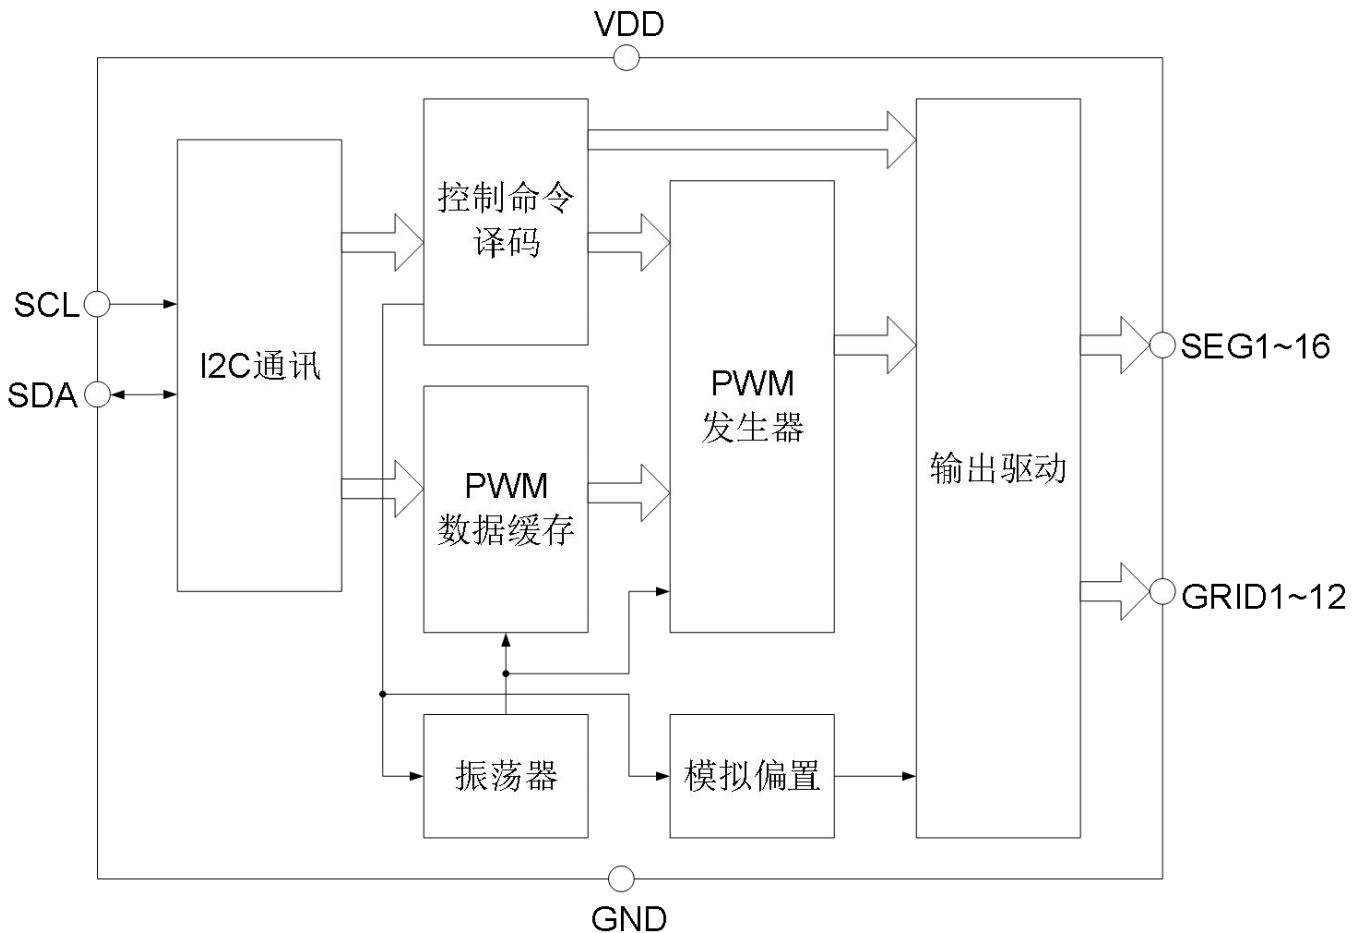 VDD
控制命令
译码
SCL
I2C通讯
SDA
PWM
发生器
SEG1~16
PWM
数据缓存
输出驱动
GRID1~12
振荡器
模拟偏置
GND